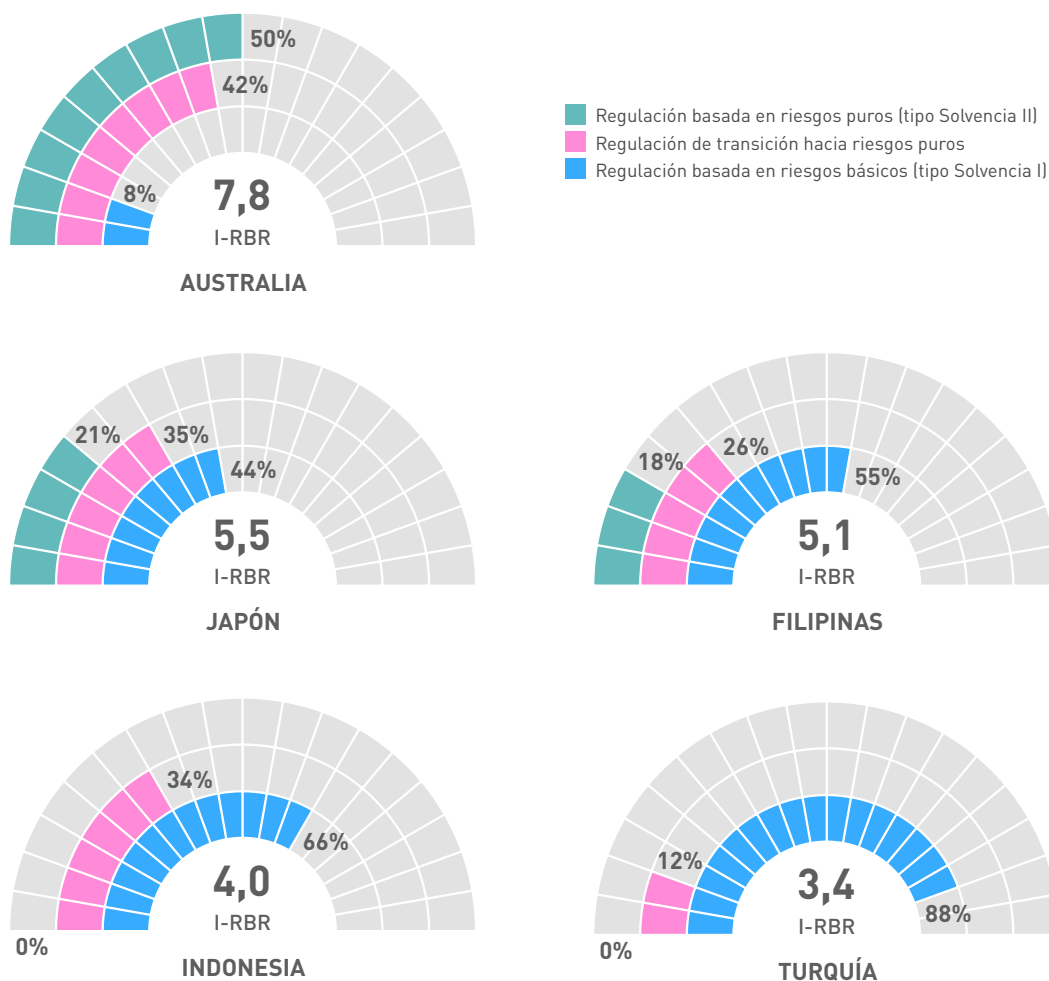 50%
42%
8%
7,8
I-RBR
AUSTRALIA
Regulación basada en riesgos puros (tipo Solvencia II)
Regulación de transición hacia riesgos puros
Regulación basada en riesgos básicos (tipo Solvencia I)
21%
35%
44%
5,5
I-RBR
JAPÓN
18%
26%
55%
5,1
I-RBR
FILIPINAS
34%
66%
4,0
I-RBR
0%
INDONESIA
12%
88%
3,4
I-RBR
0%
TURQUÍA